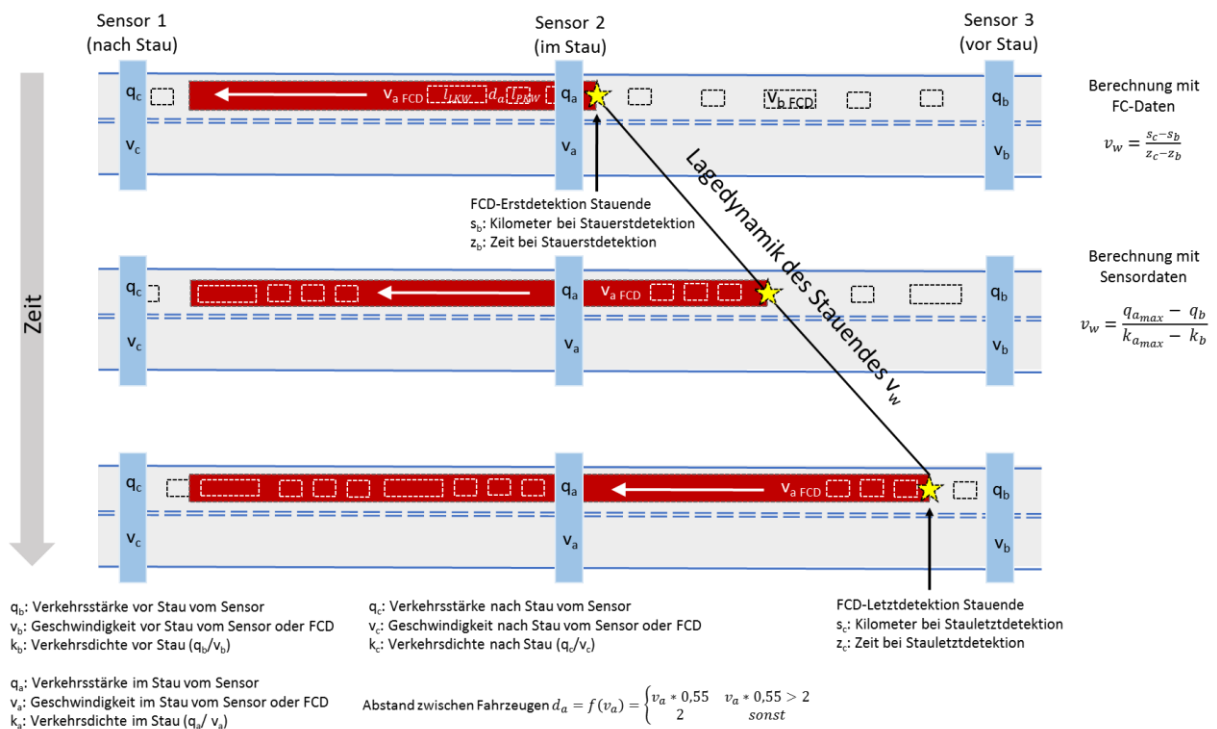 Sensor 1
(nach Stau)
Sensor 2
(im Stau)
Sensor 3
(vor Stau)
Zeit
q_c
v_a FCD
l_LKW
d_a
l_PKW
q_a
v_b FCD
q_b
v_c
v_a
v_b
Berechnung mit
FC-Daten
v_w = (s_c−s_b)/(z_c−z_b)
FCD-Erstdetektion Stauende
s_b: Kilometer bei Stauerstdetektion
z_b: Zeit bei Stauerstdetektion
Lagedynamik des Stauendes v_w
q_c
q_a
v_a FCD
q_b
v_c
v_a
v_b
Berechnung mit
Sensordaten
v_w = (q_a_max − q_b)/(k_a_max − k_b)
q_c
q_a
v_a FCD
q_b
v_c
v_a
v_b
q_b: Verkehrsstärke vor Stau vom Sensor
v_b: Geschwindigkeit vor Stau vom Sensor oder FCD
k_b: Verkehrsdichte vor Stau (q_b/v_b)
q_c: Verkehrsstärke nach Stau vom Sensor
v_c: Geschwindigkeit nach Stau vom Sensor oder FCD
k_c: Verkehrsdichte nach Stau (q_c/v_c)
FCD-Letztdetektion Stauende
s_c: Kilometer bei Stauletztdetektion
z_c: Zeit bei Stauletztdetektion
q_a: Verkehrsstärke im Stau vom Sensor
v_a: Geschwindigkeit im Stau vom Sensor oder FCD
k_a: Verkehrsdichte im Stau (q_a/ v_a)
Abstand zwischen Fahrzeugen d_a = f(v_a) = { v_a * 0,55 v_a * 0,55 > 2
2 sonst